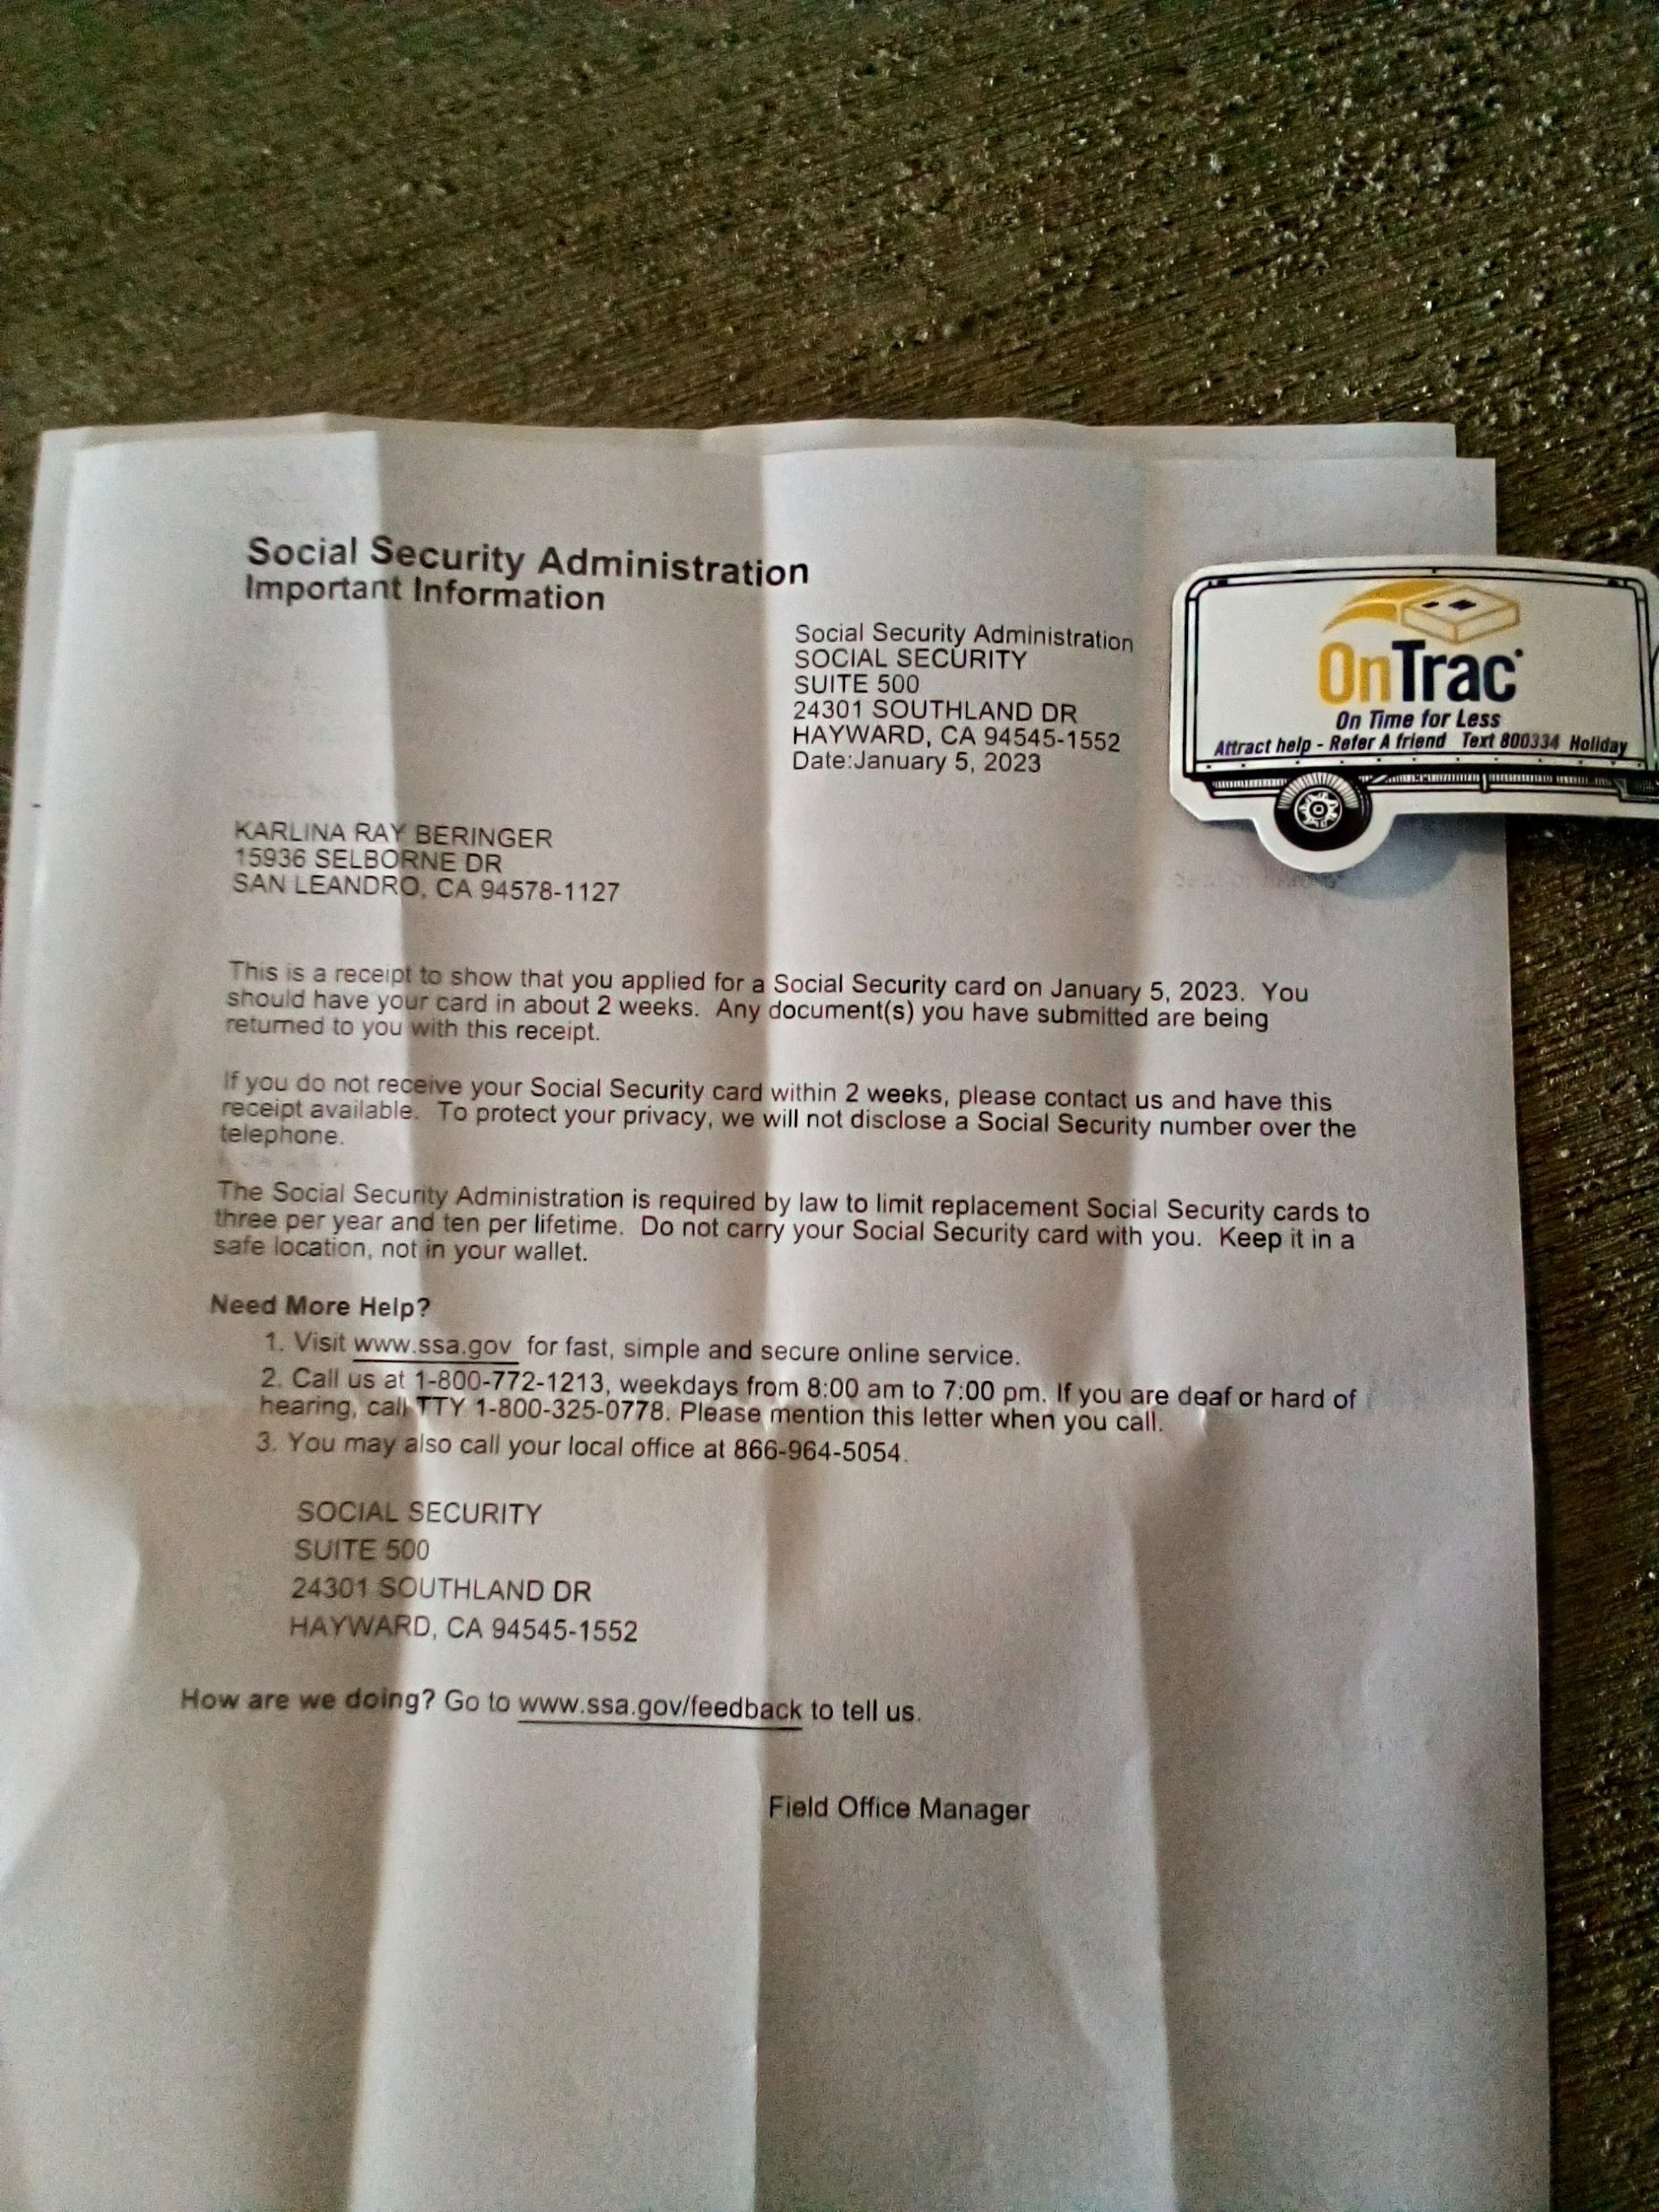 Social Security Administration
Important Information
Social Security Administration
SOCIAL SECURITY
SUITE 500
24301 SOUTHLAND DR
HAYWARD, CA 94545-1552
Date:January 5, 2023
OnTrac
On Time for Less
Attract help - Refer A friend Text 800334 Holiday
KARLINA RAY BERINGER
15936 SELBORNE DR
SAN LEANDRO, CA 94578-1127
This is a receipt to show that you applied for a Social Security card on January 5, 2023. You
should have your card in about 2 weeks. Any document(s) you have submitted are being
returned to you with this receipt.
If you do not receive your Social Security card within 2 weeks, please contact us and have this
receipt available. To protect your privacy, we will not disclose a Social Security number over the
telephone.
The Social Security Administration is required by law to limit replacement Social Security cards to
three per year and ten per lifetime. Do not carry your Social Security card with you. Keep it in a
safe location, not in your wallet.
Need More Help?
1. Visit www.ssa.gov for fast, simple and secure online service.
2. Call us at 1-800-772-1213, weekdays from 8:00 am to 7:00 pm. If you are deaf or hard of
hearing, call TTY 1-800-325-0778. Please mention this letter when you call.
3. You may also call your local office at 866-964-5054.
SOCIAL SECURITY
SUITE 500
24301 SOUTHLAND DR
HAYWARD, CA 94545-1552
How are we doing? Go to www.ssa.gov/feedback to tell us.
Field Office Manager